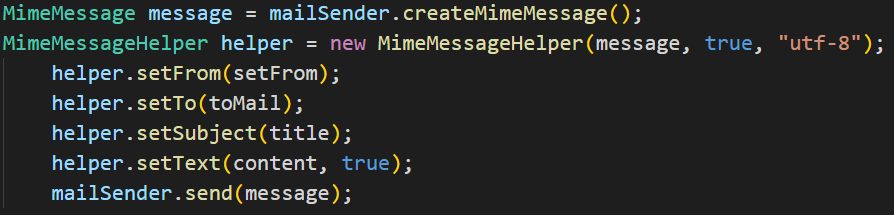 MimeMessage message = mailSender.createMimeMessage();
MimeMessageHelper helper = new MimeMessageHelper(message, true, "utf-8");
helper.setFrom(setFrom);
helper.setTo(toMail);
helper.setSubject(title);
helper.setText(content, true);
mailSender.send(message);